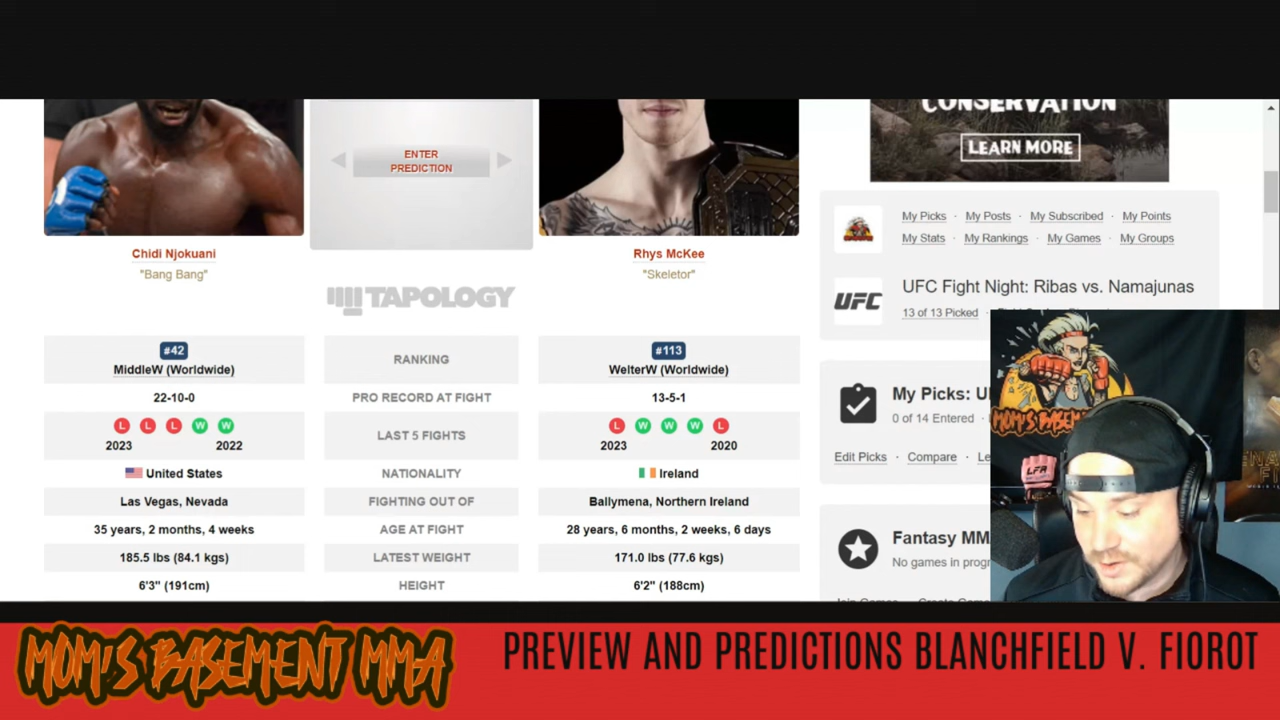 CONSERVATION
LEARN MORE
ENTER
PREDICTION
Chidi Njokuani
"Bang Bang"
Rhys McKee
"Skeletor"
TAPOLOGY
#42
MiddleW (Worldwide)
RANKING
#113
WelterW (Worldwide)
22-10-0
PRO RECORD AT FIGHT
13-5-1
L L L W W
2023 2022
LAST 5 FIGHTS
L W W W L
2023 2020
United States
NATIONALITY
Ireland
Las Vegas, Nevada
FIGHTING OUT OF
Ballymena, Northern Ireland
35 years, 2 months, 4 weeks
AGE AT FIGHT
28 years, 6 months, 2 weeks, 6 days
185.5 lbs (84.1 kgs)
LATEST WEIGHT
171.0 lbs (77.6 kgs)
6'3" (191cm)
HEIGHT
6'2" (188cm)
My Picks · My Posts · My Subscribed · My Points
My Stats · My Rankings · My Games · My Groups
UFC
UFC Fight Night: Ribas vs. Namajunas
13 of 13 Picked
My Picks:
0 of 14 Entered
Edit Picks · Compare ·
Fantasy MM
No games in progr
MOM'S BASEM
LFA
MOM'S BASEMENT MMA
PREVIEW AND PREDICTIONS BLANCHFIELD V. FIOROT